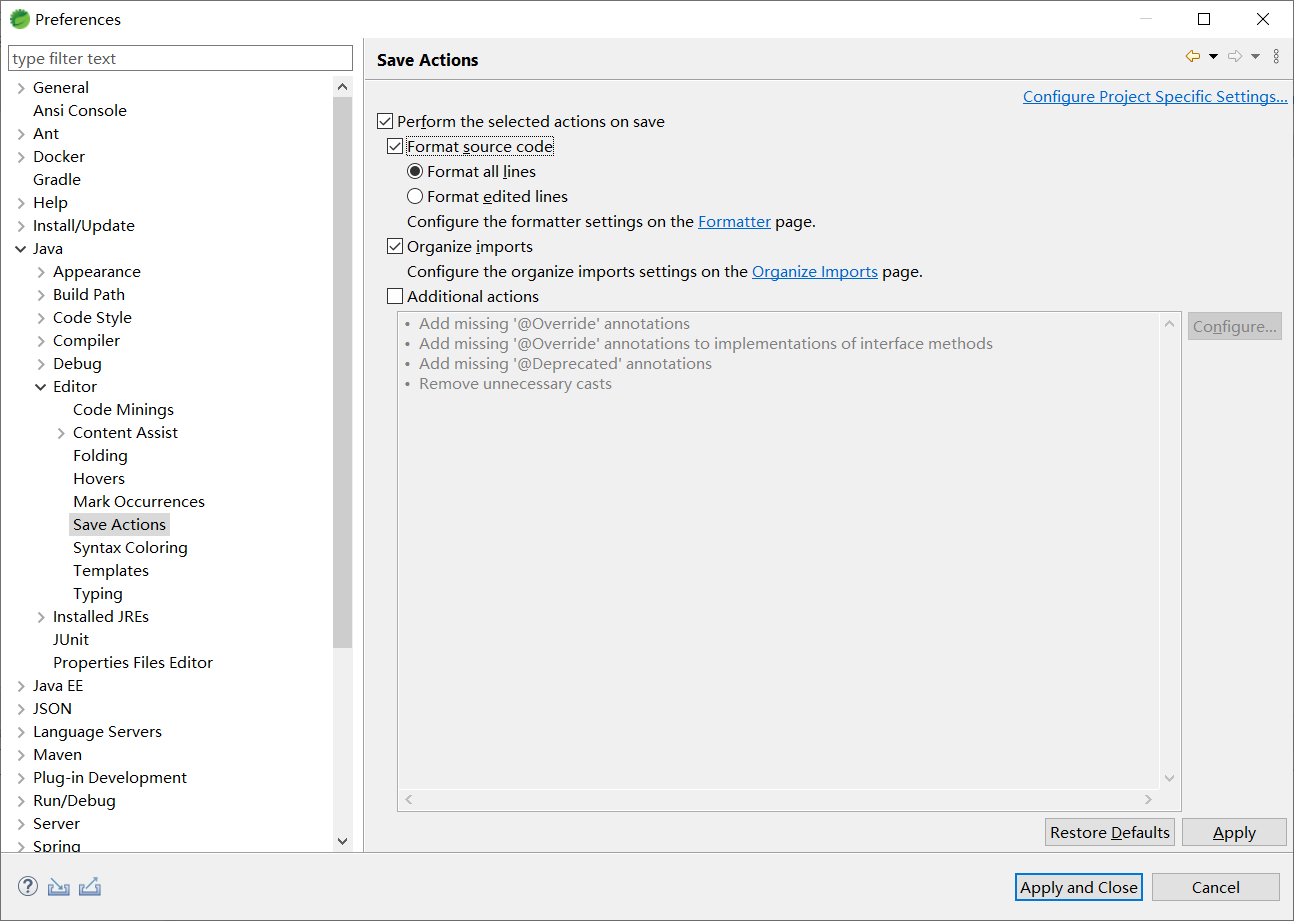 Preferences
type filter text
General
Ansi Console
Ant
Docker
Gradle
Help
Install/Update
Java
Appearance
Build Path
Code Style
Compiler
Debug
Editor
Code Minings
Content Assist
Folding
Hovers
Mark Occurrences
Save Actions
Syntax Coloring
Templates
Typing
Installed JREs
JUnit
Properties Files Editor
Java EE
JSON
Language Servers
Maven
Plug-in Development
Run/Debug
Server
Spring
Save Actions
Configure Project Specific Settings...
Perform the selected actions on save
Format source code
Format all lines
Format edited lines
Configure the formatter settings on the Formatter page.
Organize imports
Configure the organize imports settings on the Organize Imports page.
Additional actions
• Add missing '@Override' annotations
• Add missing '@Override' annotations to implementations of interface methods
• Add missing '@Deprecated' annotations
• Remove unnecessary casts
Configure...
Restore Defaults
Apply
Apply and Close
Cancel